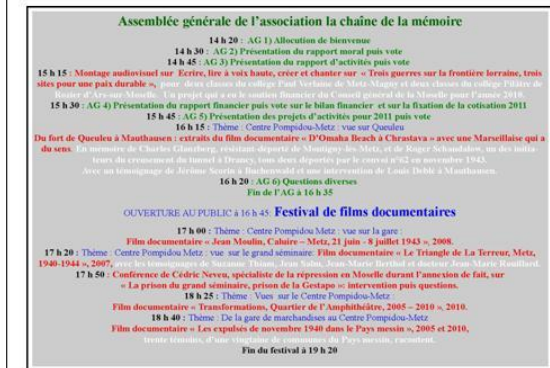 Assemblée générale de l'association la chaîne de la mémoire
14 h 20 : AG 1) Allocution de bienvenue
14 h 30 : AG 2) Présentation du rapport moral puis vote
14 h 45 : AG 3) Présentation du rapport d'activités puis vote
15 h 15 : Montage audiovisuel sur Ecrire, lire à voix haute, créer et chanter sur « Trois guerres sur la frontière lorraine, trois
sites pour une paix durable », pour deux classes du collège Paul Verlaine de Metz-Magny et deux classes du collège Pilâtre de
Rozier d'Ars-sur-Moselle. Un projet qui a eu le soutien financier du Conseil général de la Moselle pour l'année 2010.
15 h 30 : AG 4) Présentation du rapport financier puis vote sur le bilan financier et sur la fixation de la cotisation 2011
15 h 45 : AG 5) Présentation des projets d'activités pour 2011 puis vote
16 h 15 : Thème : Centre Pompidou-Metz : vue sur Queuleu
Du fort de Queuleu à Mauthausen : extraits du film documentaire « D'Omaha Beach à Chrastava » avec une Marseillaise qui a
du sens. En mémoire de Charles Glanzberg, résistant déporté de Montigny-lès-Metz, et de Roger Schandalow, un des initia-
teurs du creusement du tunnel à Drancy, tous deux déportés par le convoi n°62 en novembre 1943.
Avec un témoignage de Jérôme Scorin à Buchenwald et une intervention de Louis Deblé à Mauthausen.
16 h 20 : AG 6) Questions diverses
Fin de l'AG à 16 h 35
OUVERTURE AU PUBLIC à 16 h 45: Festival de films documentaires
17 h 00 : Thème : Centre Pompidou-Metz : vue sur la gare :
Film documentaire « Jean Moulin, Caluire – Metz, 21 juin - 8 juillet 1943 », 2008.
17 h 20 : Thème : Centre Pompidou Metz : vue sur le grand séminaire: Film documentaire « Le Triangle de La Terreur, Metz,
1940-1944 », 2007, avec les témoignages de Suzanne Thiam, Jean Salm, Jean-Marie Berthol et docteur Jean-Marie Rouillard.
17 h 50 : Conférence de Cédric Neveu, spécialiste de la répression en Moselle durant l'annexion de fait, sur
« La prison du grand séminaire, prison de la Gestapo »: intervention puis questions.
18 h 25 : Thème : Vues sur le Centre Pompidou-Metz :
Film documentaire « Transformations, Quartier de l'Amphithéâtre, 2005 – 2010 », 2010.
18 h 40 : Thème : De la gare de marchandises au Centre Pompidou-Metz
Film documentaire « Les expulsés de novembre 1940 dans le Pays messin », 2005 et 2010,
trente témoins, d'une vingtaine de communes du Pays messin, racontent.
Fin du festival à 19 h 20